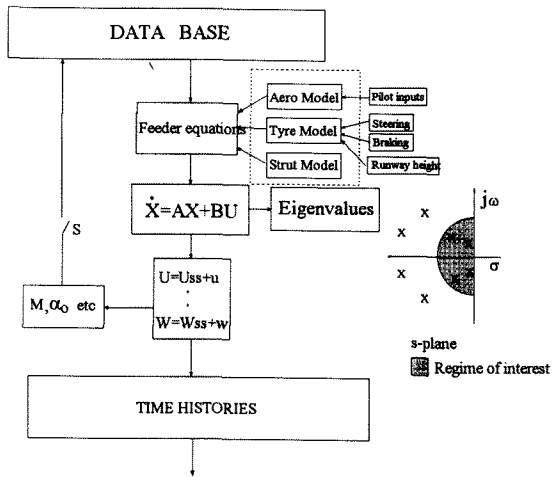 DATA BASE
Aero Model
Pilot inputs
Feeder equations
Tyre Model
Steering
Braking
Strut Model
Runway height
Ẋ=AX+BU
Eigenvalues
S
U=Uss+u
.
.
W=Wss+w
M,α₀ etc
jω
σ
x
x
x
x
s-plane
Regime of interest
TIME HISTORIES